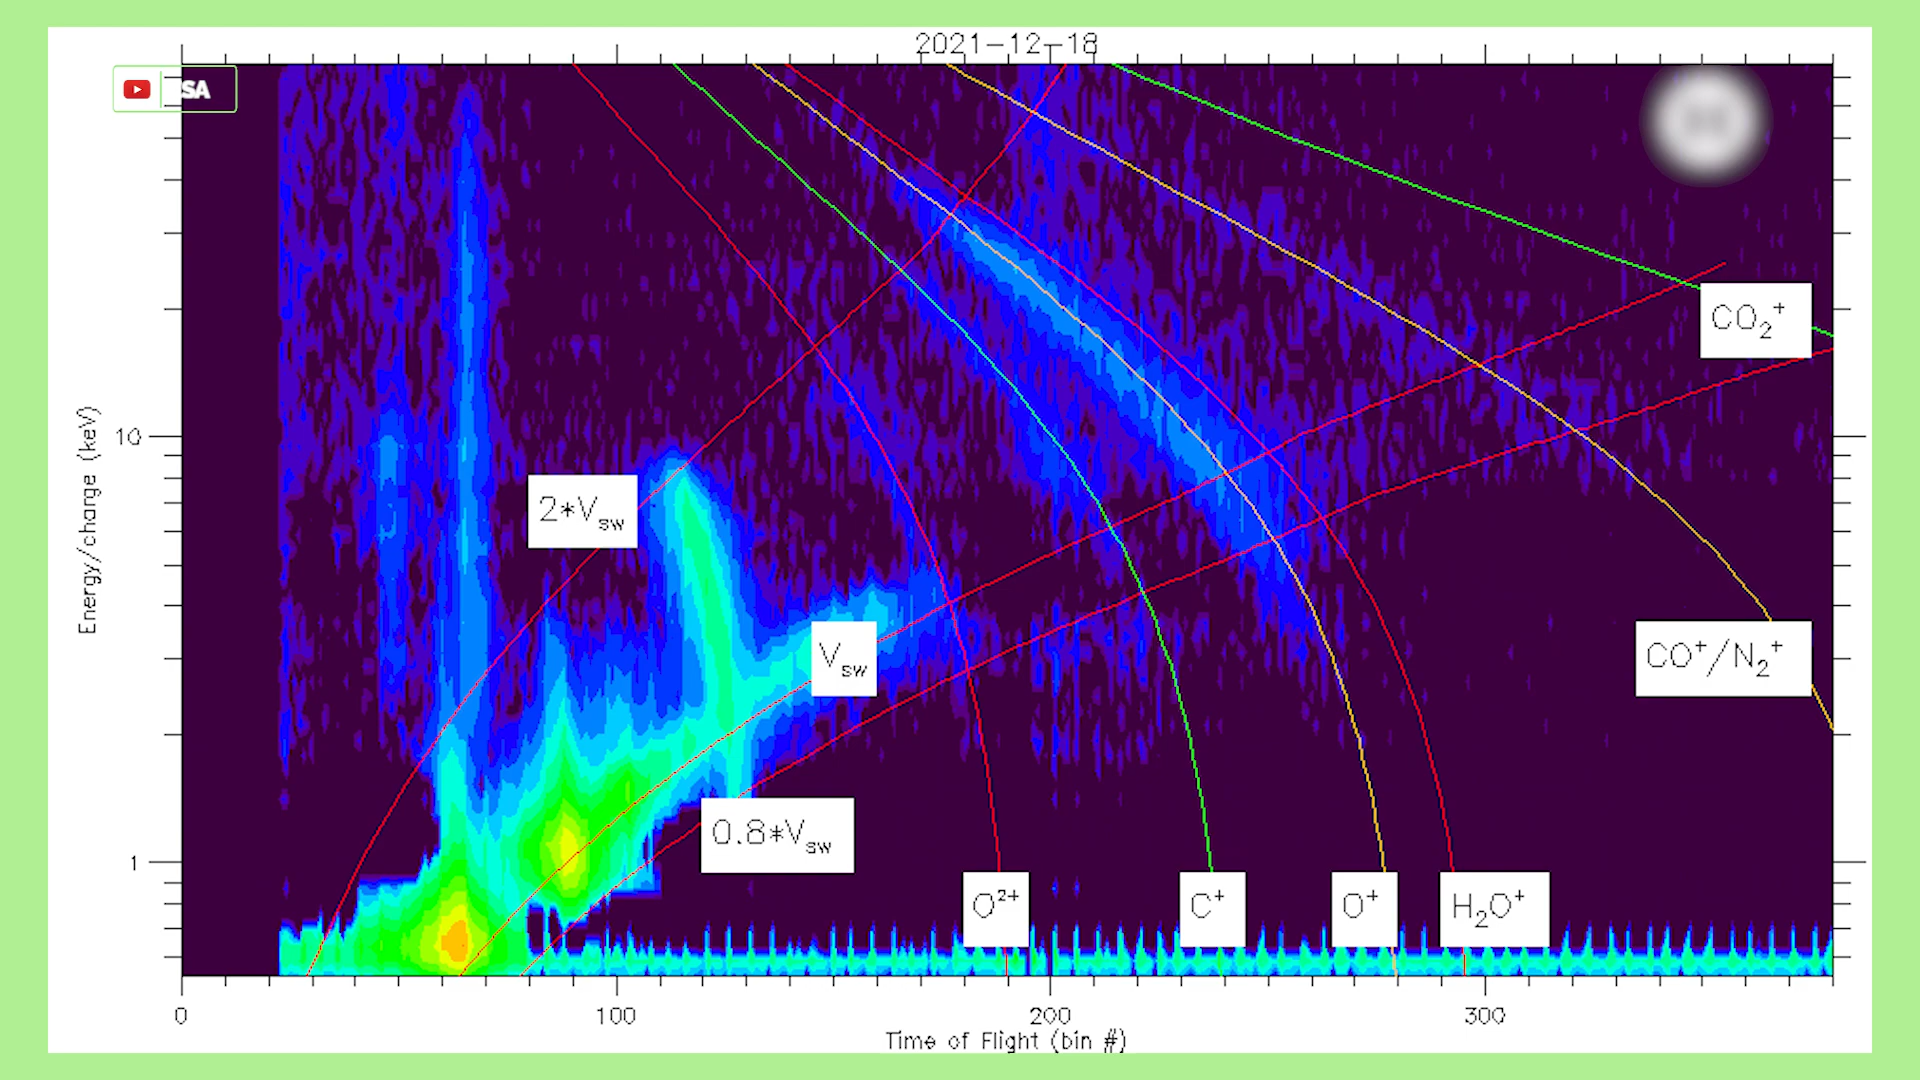 2021-12-18
SA
CO₂⁺
10
2*Vsw
Energy/charge (keV)
Vsw
CO⁺/N₂⁺
0.8*Vsw
1
O²⁺
C⁺
O⁺
H₂O⁺
0
100
200
300
Time of Flight (bin #)